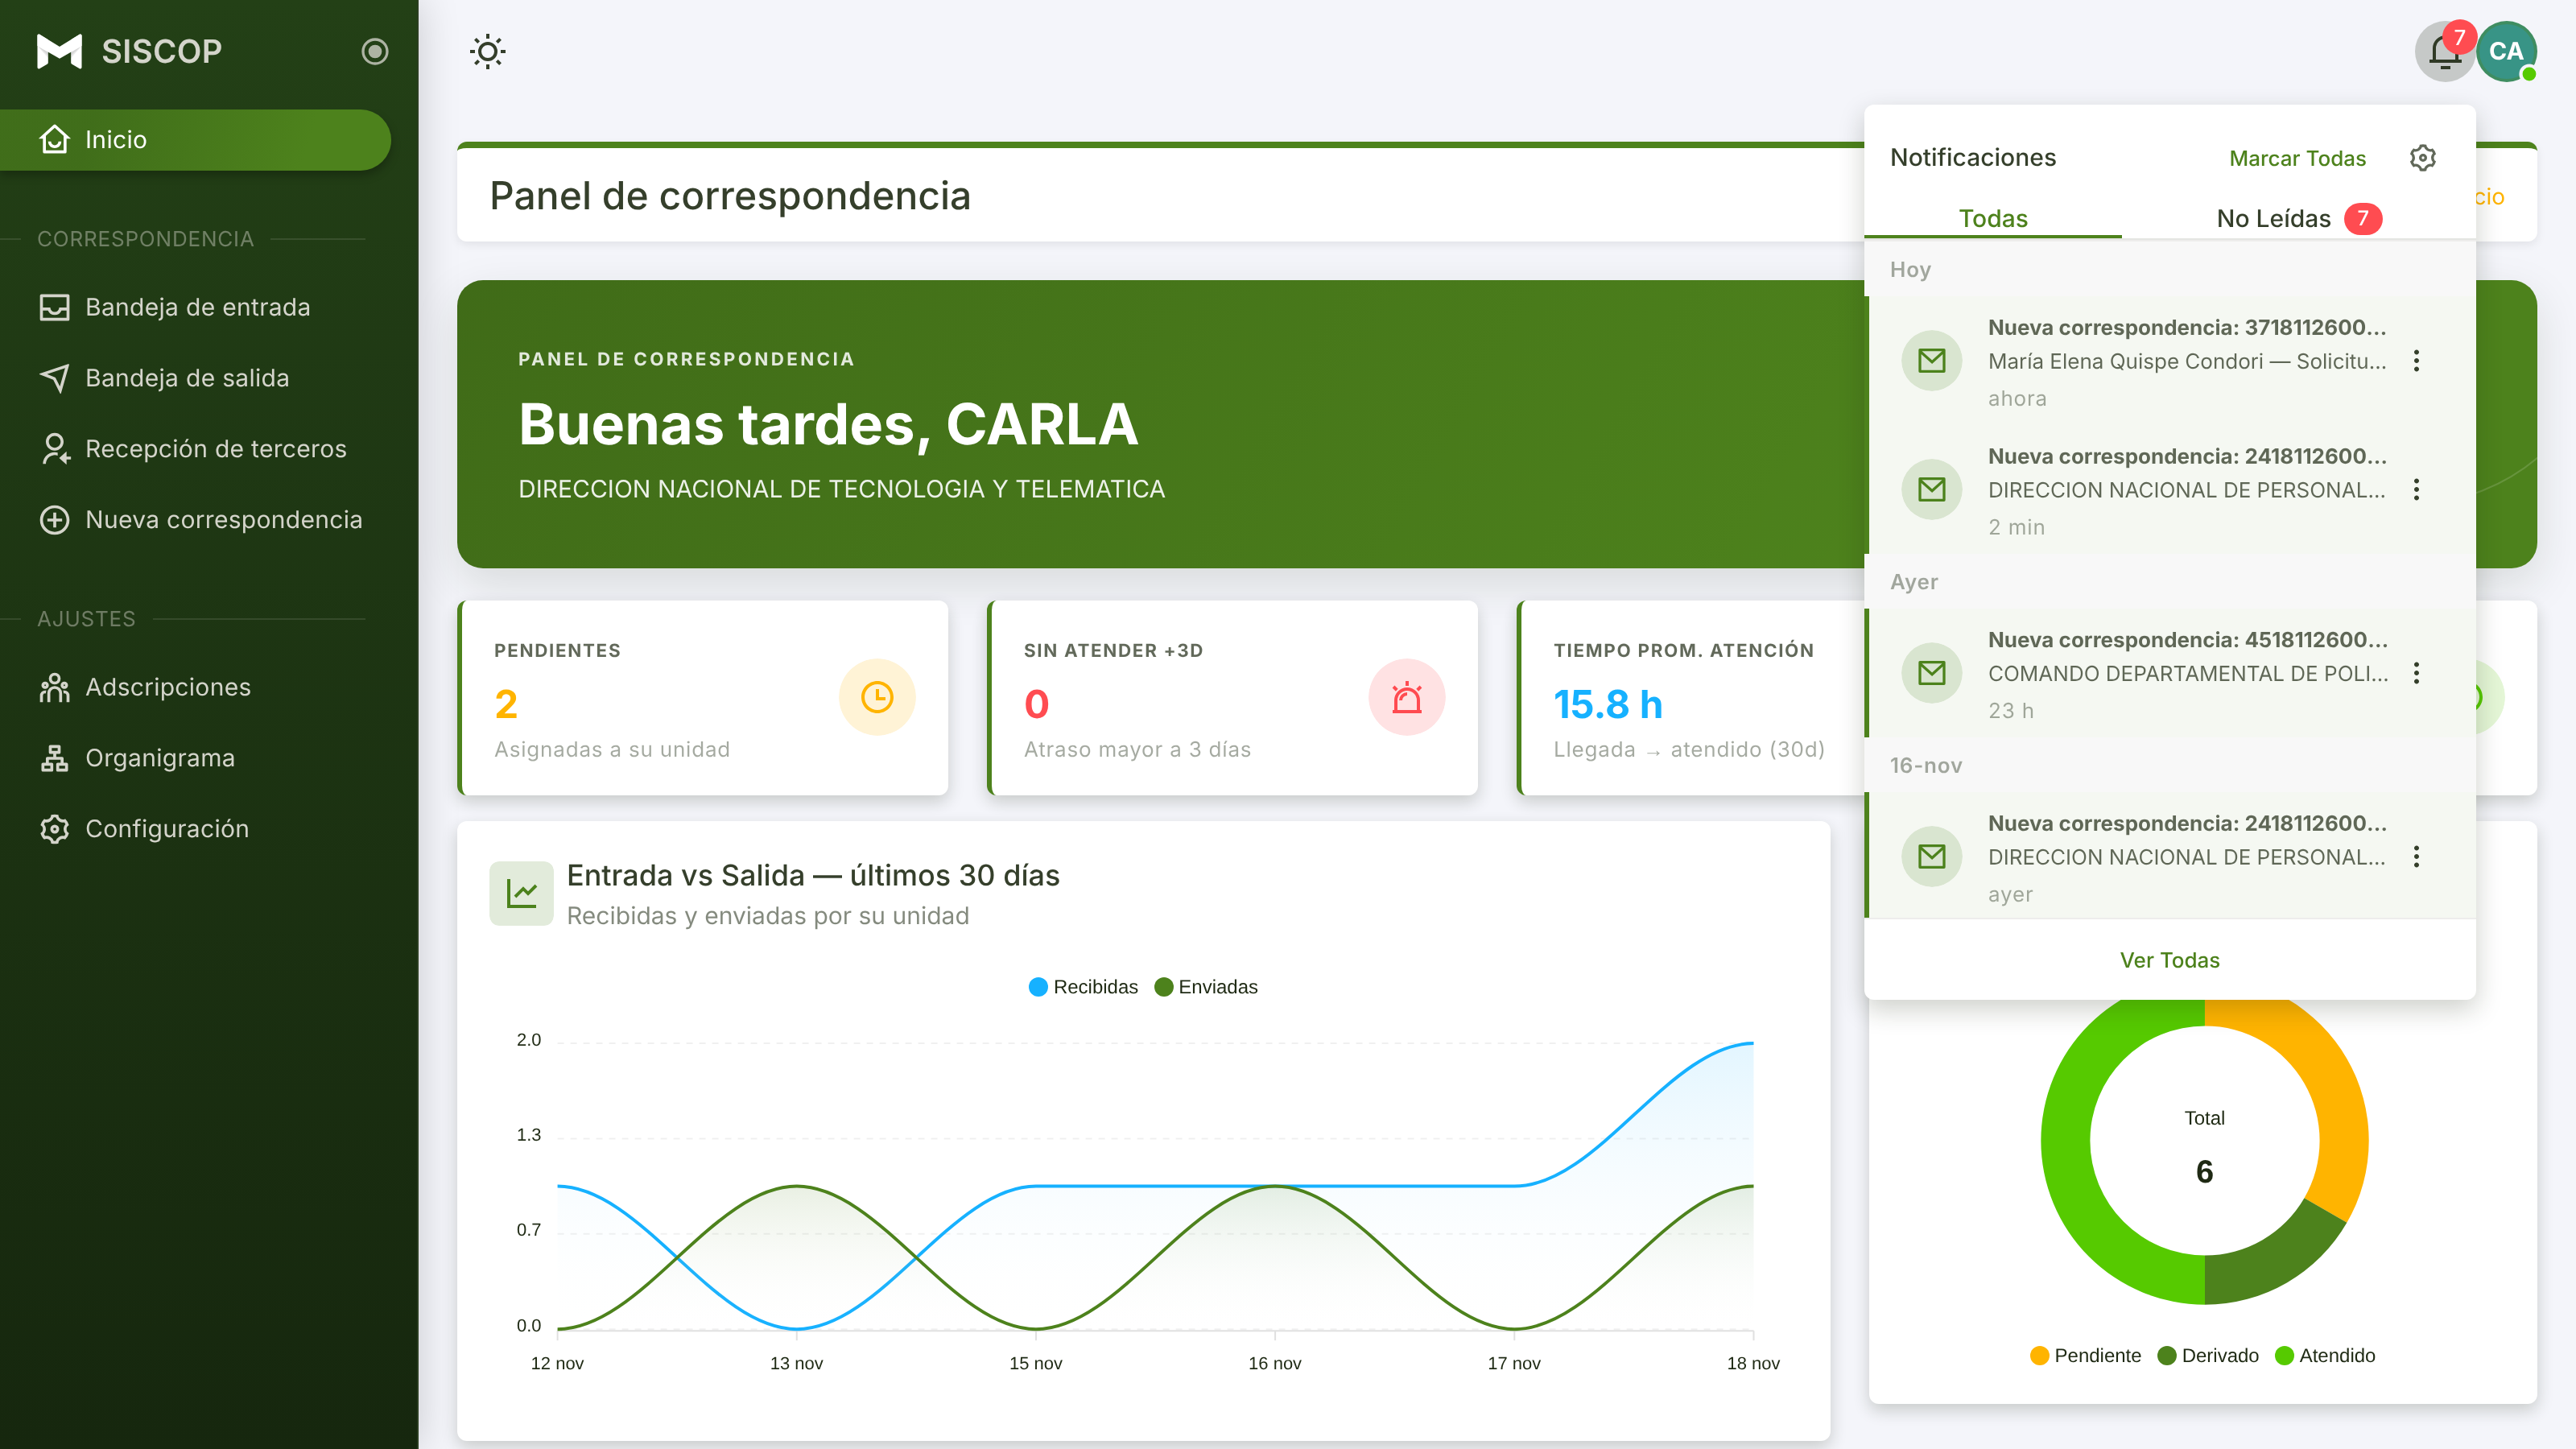 SISCOP
Inicio
CORRESPONDENCIA
Bandeja de entrada
Bandeja de salida
Recepción de terceros
Nueva correspondencia
AJUSTES
Adscripciones
Organigrama
Configuración
7
CA
Panel de correspondencia
PANEL DE CORRESPONDENCIA
Buenas tardes, CARLA
DIRECCION NACIONAL DE TECNOLOGIA Y TELEMATICA
PENDIENTES
2
Asignadas a su unidad
SIN ATENDER +3D
0
Atraso mayor a 3 días
TIEMPO PROM. ATENCIÓN
15.8 h
Llegada → atendido (30d)
Notificaciones
Marcar Todas
Todas
No Leídas 7
Hoy
Nueva correspondencia: 3718112600...
María Elena Quispe Condori — Solicitu...
ahora
Nueva correspondencia: 2418112600...
DIRECCION NACIONAL DE PERSONAL...
2 min
Ayer
Nueva correspondencia: 4518112600...
COMANDO DEPARTAMENTAL DE POLI...
23 h
16-nov
Nueva correspondencia: 2418112600...
DIRECCION NACIONAL DE PERSONAL...
ayer
Ver Todas
Entrada vs Salida — últimos 30 días
Recibidas y enviadas por su unidad
Recibidas Enviadas
2.0
1.3
0.7
0.0
12 nov 13 nov 15 nov 16 nov 17 nov 18 nov
Total
6
Pendiente Derivado Atendido